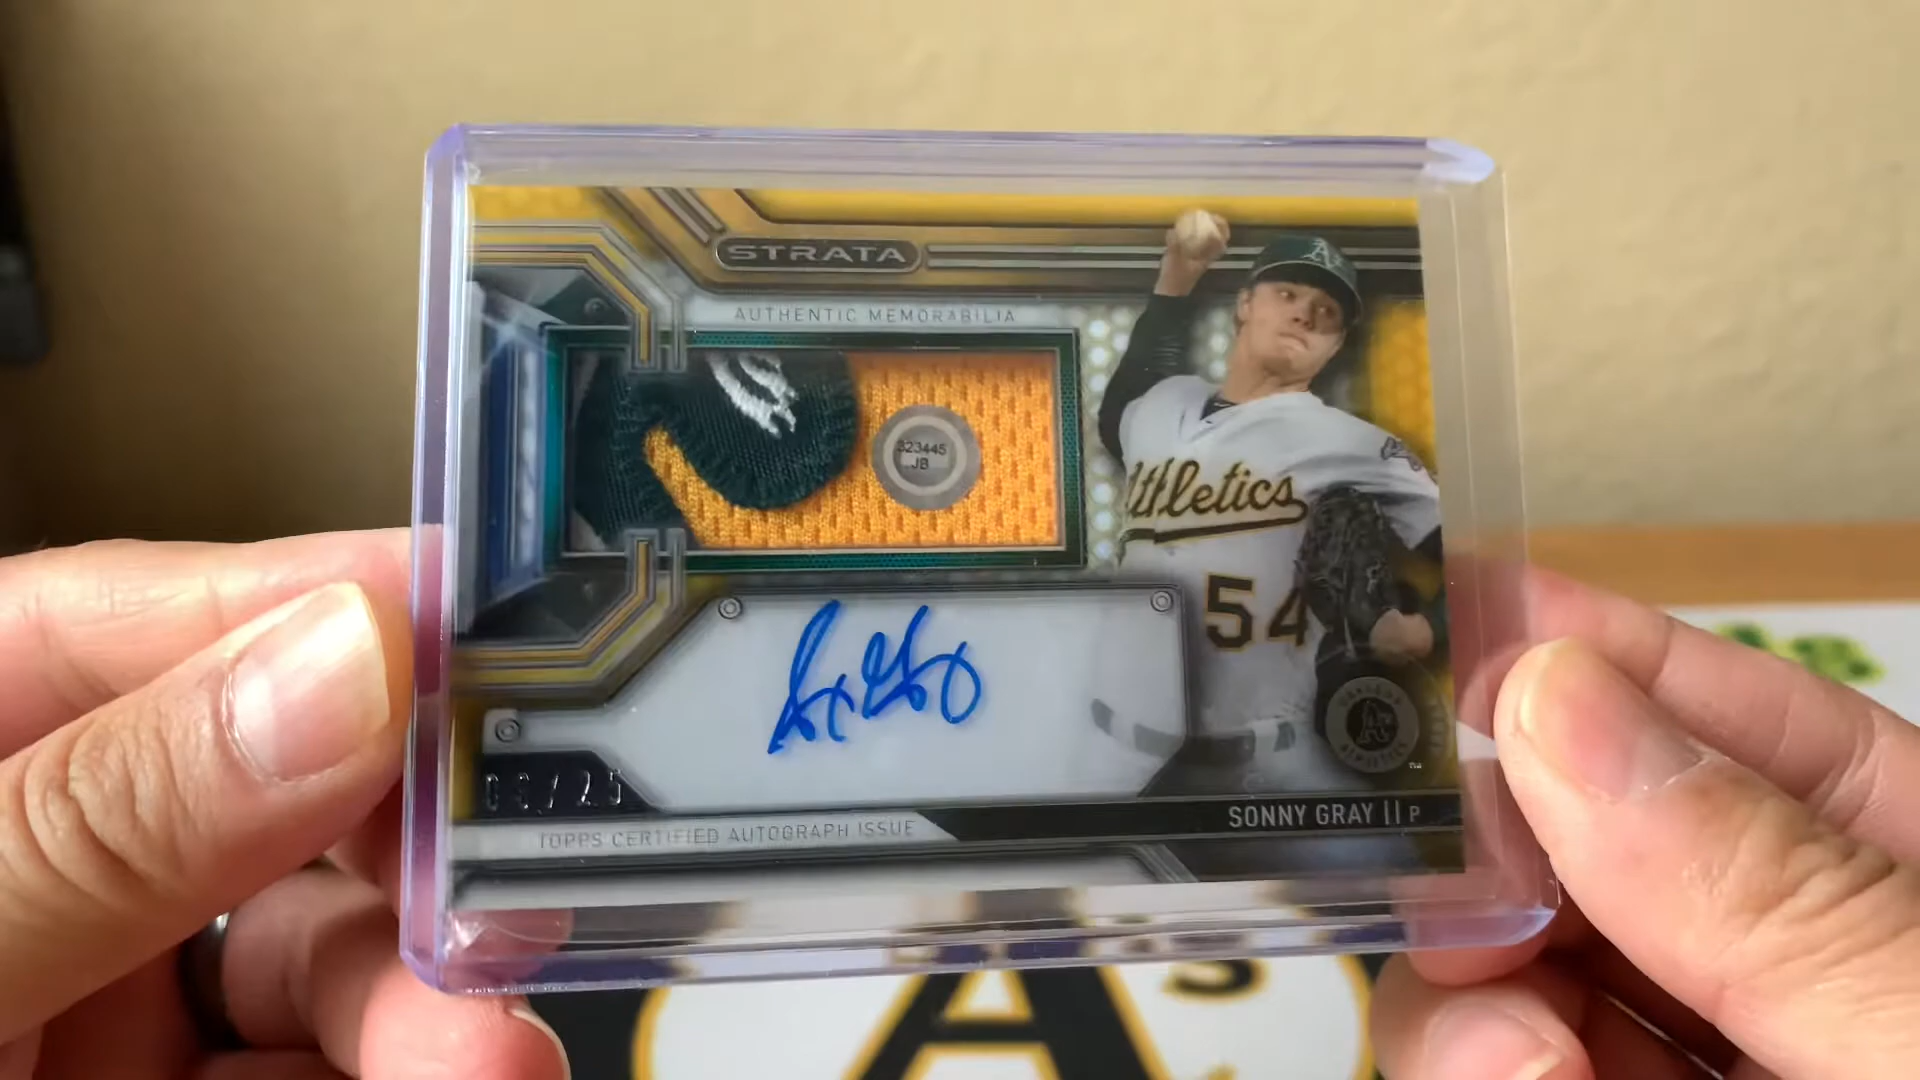 STRATA
AUTHENTIC MEMORABILIA
A's
323445
JB
Athletics
54
SONNY GRAY || P
TOPPS CERTIFIED AUTOGRAPH ISSUE
A's